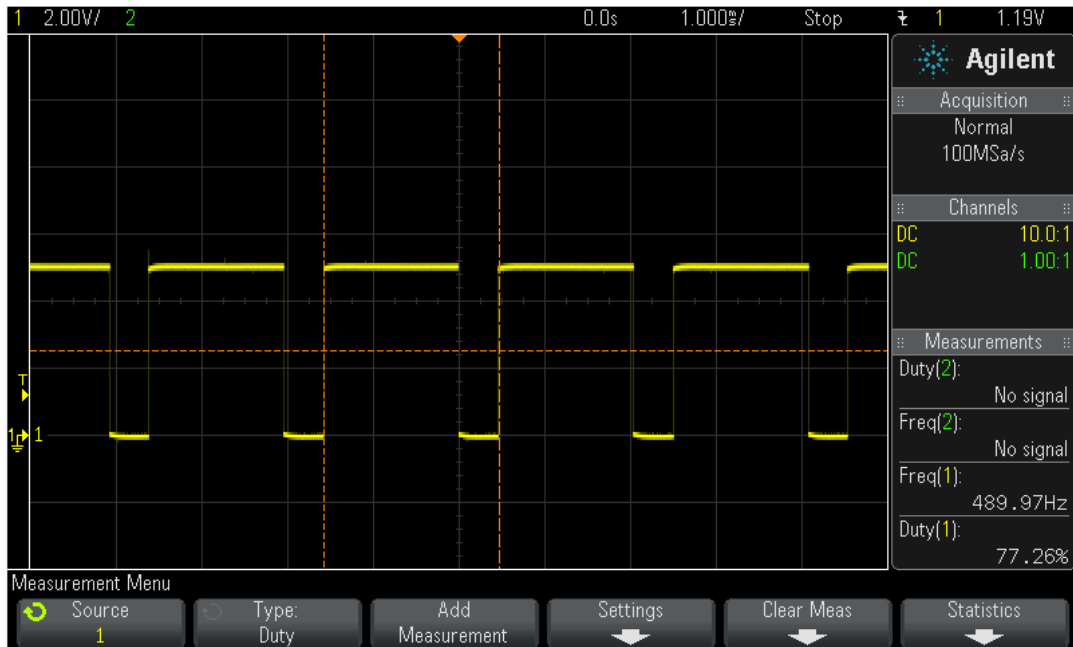 1 2.00V/ 2 0.0s 1.000ms/ Stop 1 1.19V
Agilent
Acquisition
Normal
100MSa/s
Channels
DC 10.0:1
DC 1.00:1
Measurements
Duty(2):
No signal
Freq(2):
No signal
Freq(1):
489.97Hz
Duty(1):
77.26%
T
1 1
Measurement Menu
Source Type: Add Settings Clear Meas Statistics
1 Duty Measurement